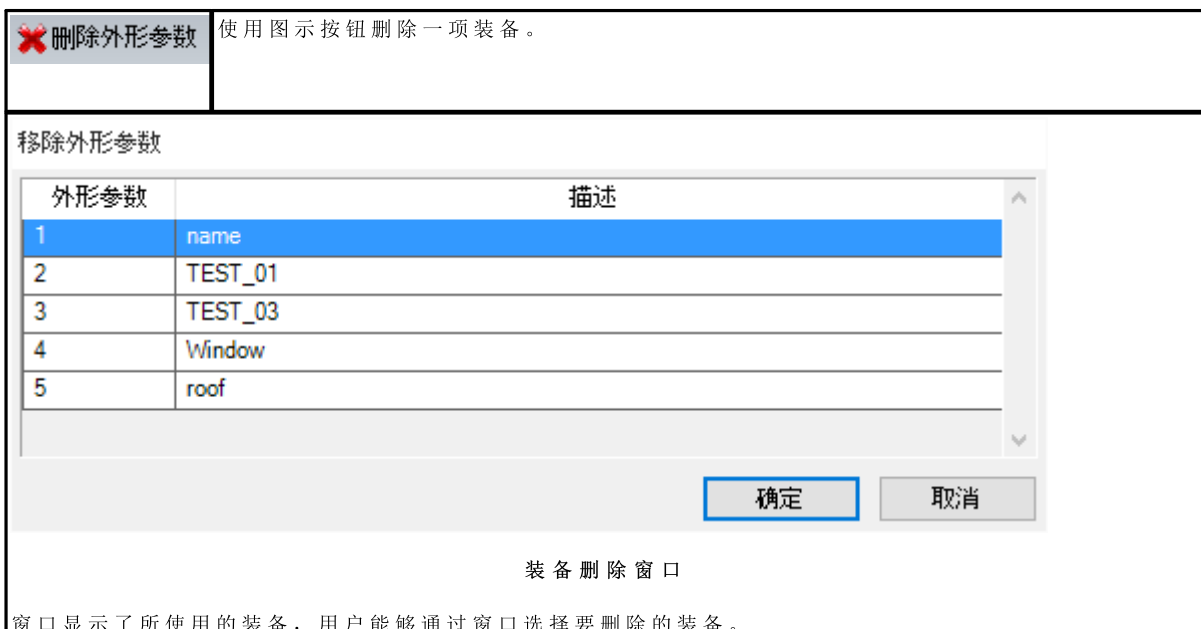 删除外形参数 使用图示按钮删除一项装备。
移除外形参数
外形参数 描述
1 name
2 TEST_01
3 TEST_03
4 Window
5 roof
确定 取消
装备删除窗口
窗口显示了所使用的装备，用户能够通过窗口选择要删除的装备。